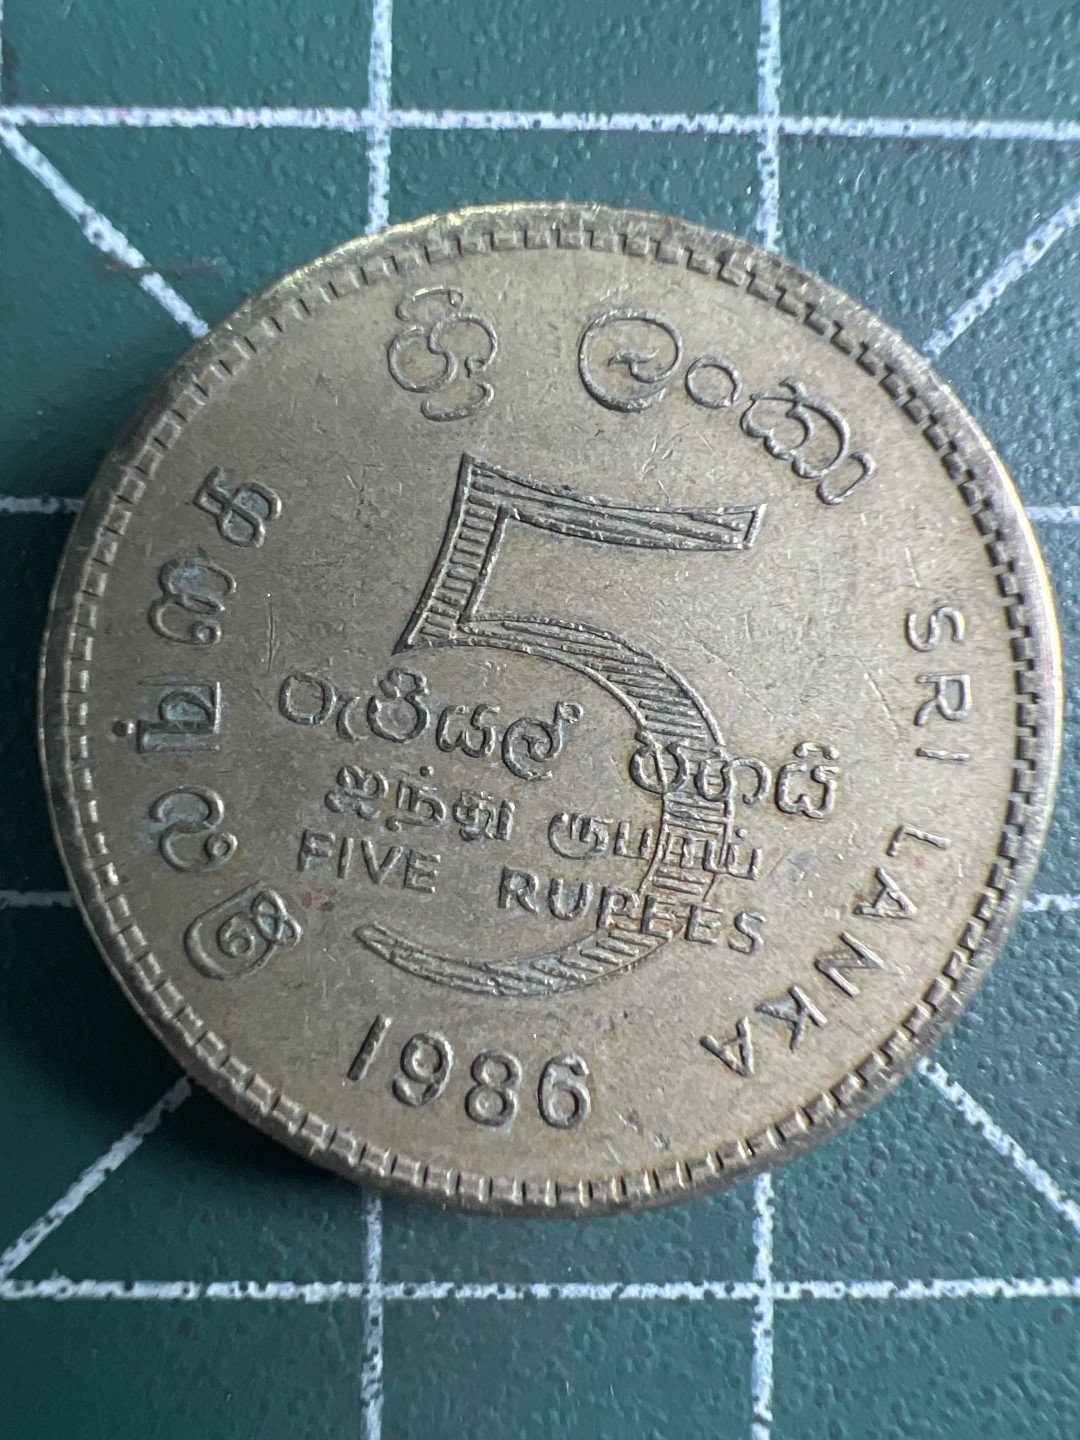 ශ්‍රී ලංකා
SRI LANKA
இலங்கை
රුපියල් පහයි
ஐந்து ரூபாய்
FIVE RUPEES
5
1986